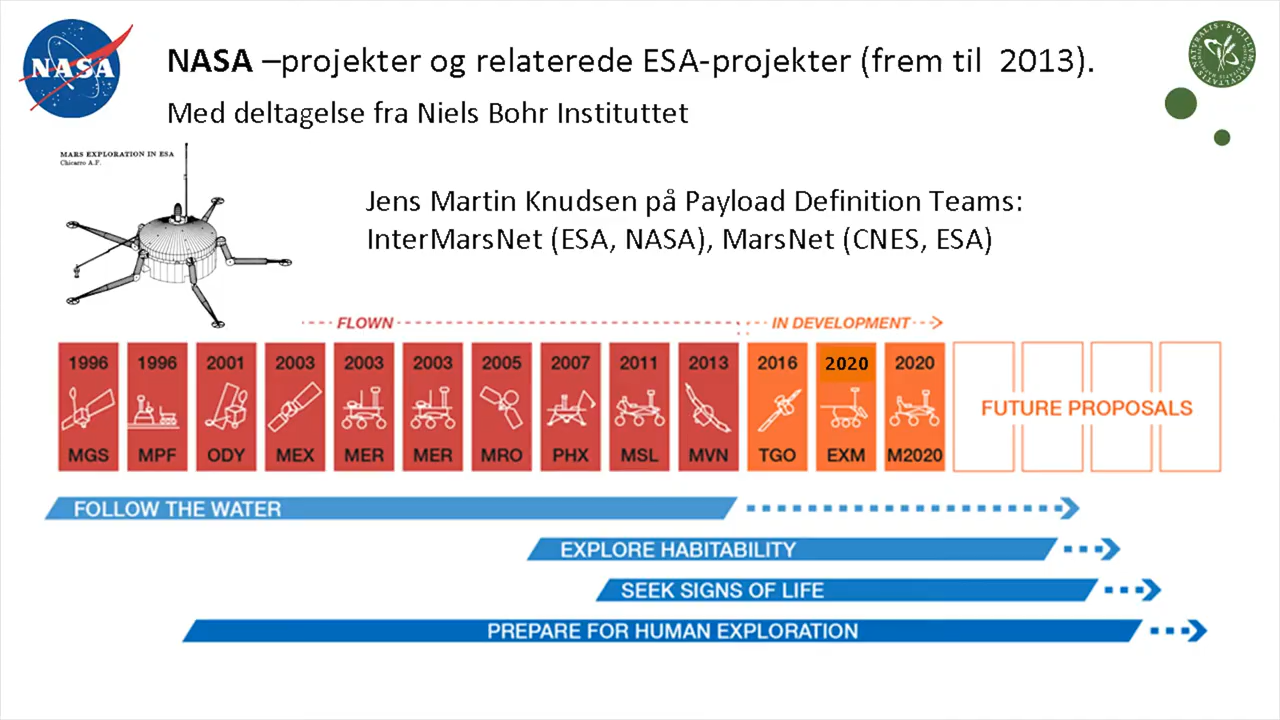 NASA
NASA –projekter og relaterede ESA-projekter (frem til 2013).
Med deltagelse fra Niels Bohr Instituttet
MARS EXPLORATION IN ESA
Chicarro A.F.
Jens Martin Knudsen på Payload Definition Teams:
InterMarsNet (ESA, NASA), MarsNet (CNES, ESA)
FLOWN
IN DEVELOPMENT
1996 1996 2001 2003 2003 2003 2005 2007 2011 2013 2016 2020 2020
FUTURE PROPOSALS
MGS MPF ODY MEX MER MER MRO PHX MSL MVN TGO EXM M2020
FOLLOW THE WATER
EXPLORE HABITABILITY
SEEK SIGNS OF LIFE
PREPARE FOR HUMAN EXPLORATION